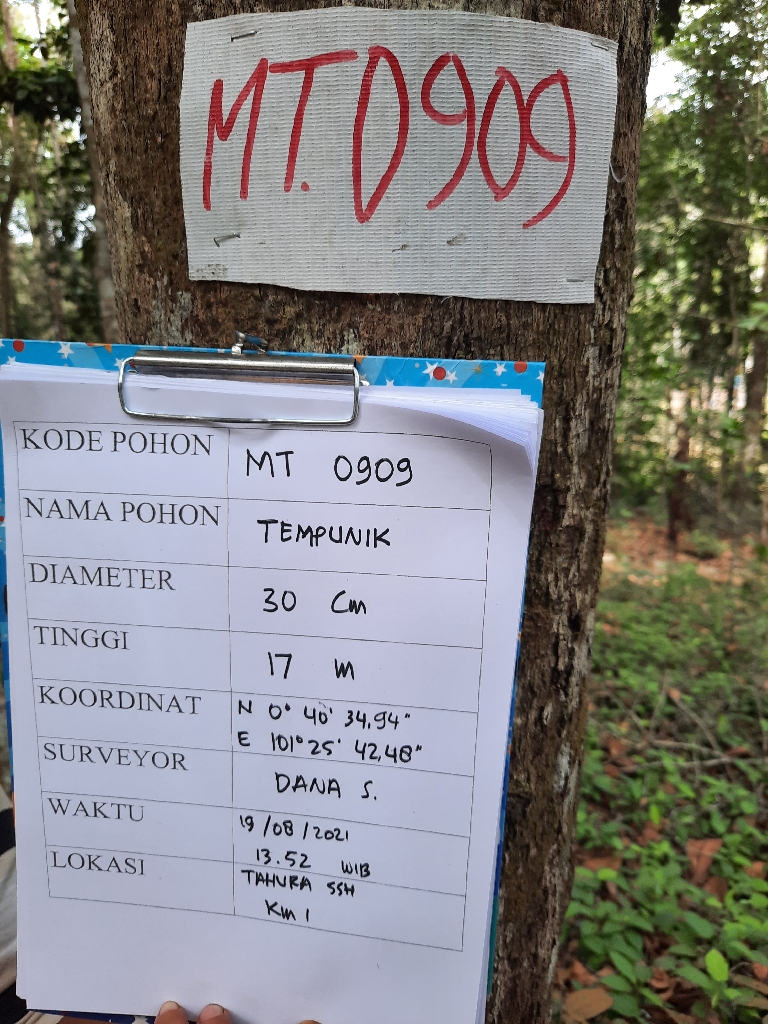 MT. 0909
KODE POHON MT 0909
NAMA POHON TEMPUNIK
DIAMETER 30 Cm
TINGGI 17 m
KOORDINAT N 0° 40' 34,94"
E 101° 25' 42,48"
SURVEYOR DANA S.
WAKTU 19/08/2021
13.52 WIB
LOKASI TAHURA SSH
Km 1